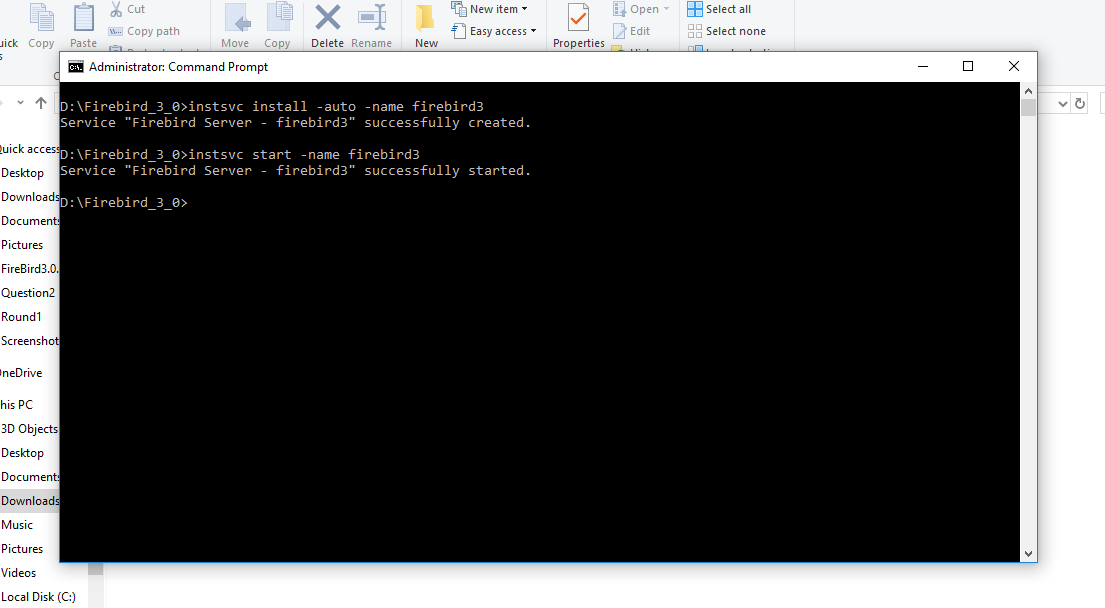 Cut
Copy path
Copy
Paste
Move
Copy
Delete
Rename
New item
Easy access
New
Properties
Open
Edit
Select all
Select none
Administrator: Command Prompt
D:\Firebird_3_0>instsvc install -auto -name firebird3
Service "Firebird Server - firebird3" successfully created.
D:\Firebird_3_0>instsvc start -name firebird3
Service "Firebird Server - firebird3" successfully started.
D:\Firebird_3_0>
uick access
Desktop
Downloads
Documents
Pictures
FireBird3.0.
Question2
Round1
Screenshot
OneDrive
his PC
3D Objects
Desktop
Documents
Downloads
Music
Pictures
Videos
Local Disk (C:)